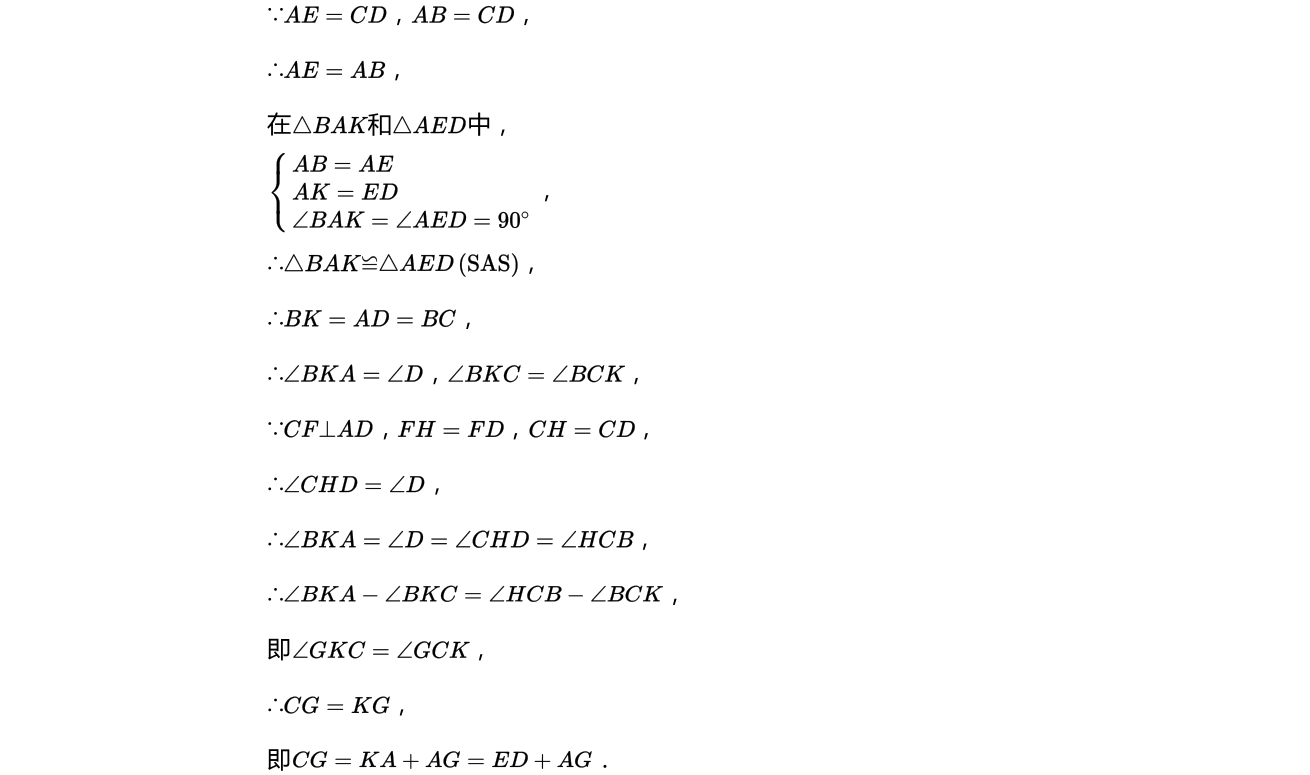 ∵AE = CD，AB = CD，
∴AE = AB，
在△BAK和△AED中，
{ AB = AE
AK = ED
∠BAK = ∠AED = 90° ，
∴△BAK≌△AED (SAS)，
∴BK = AD = BC，
∴∠BKA = ∠D，∠BKC = ∠BCK，
∵CF⊥AD，FH = FD，CH = CD，
∴∠CHD = ∠D，
∴∠BKA = ∠D = ∠CHD = ∠HCB，
∴∠BKA − ∠BKC = ∠HCB − ∠BCK，
即∠GKC = ∠GCK，
∴CG = KG，
即CG = KA + AG = ED + AG．